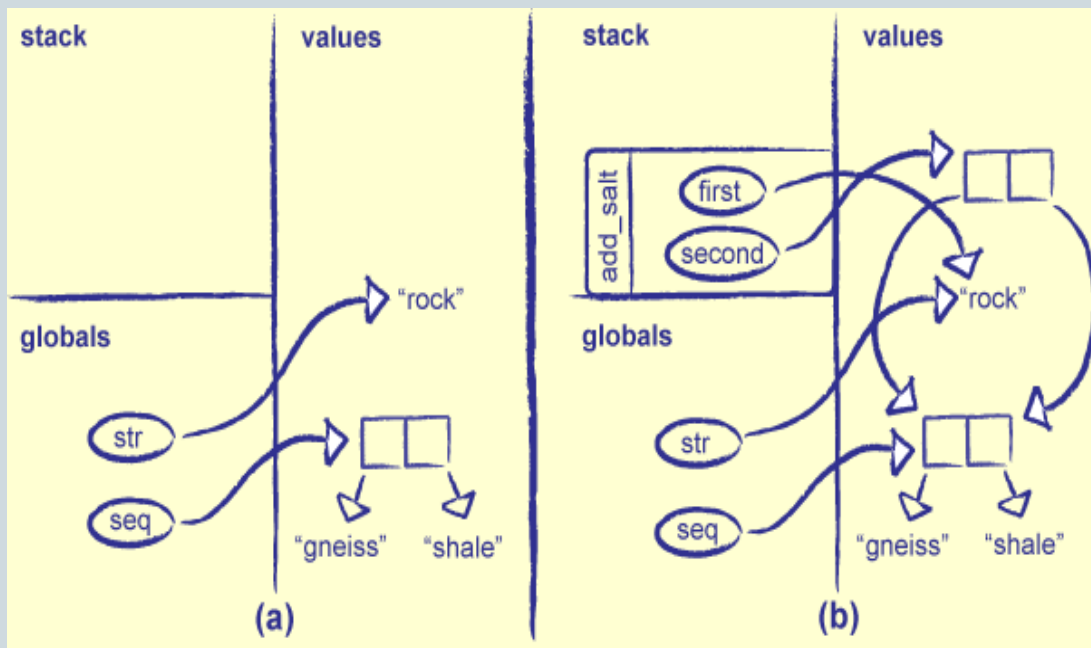 stack
values
"rock"
globals
str
seq
"gneiss"
"shale"
(a)
stack
values
add_salt
first
second
"rock"
globals
str
seq
"gneiss"
"shale"
(b)